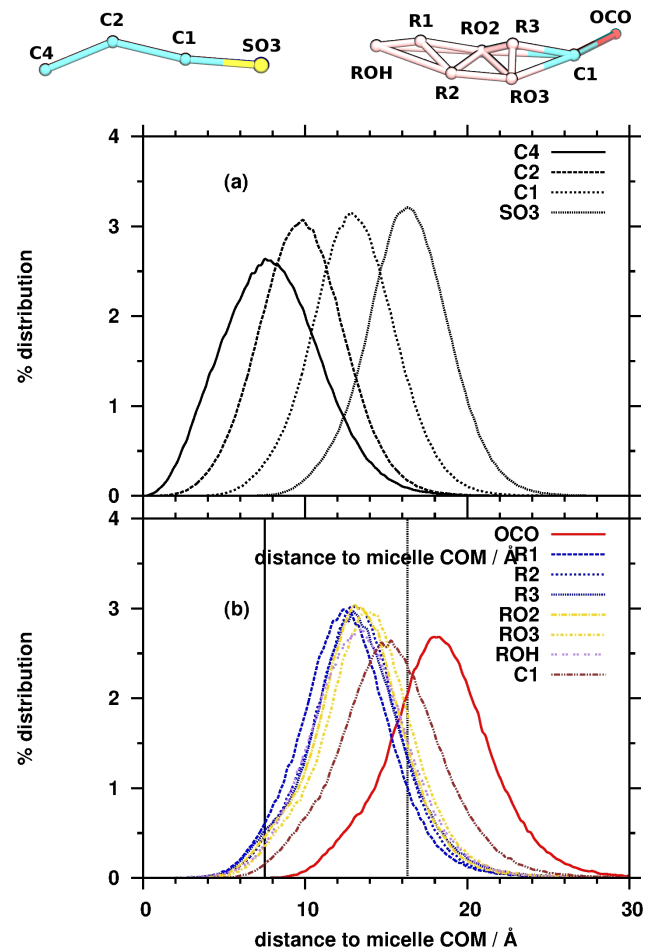 C4
C2
C1
SO3
ROH
R1
RO2
R3
OCO
R2
RO3
C1
(a)
C4
C2
C1
SO3
4
3
2
1
0
% distribution
distance to micelle COM / Å
(b)
OCO
R1
R2
R3
RO2
RO3
ROH
C1
4
3
2
1
0
% distribution
0 10 20 30
distance to micelle COM / Å